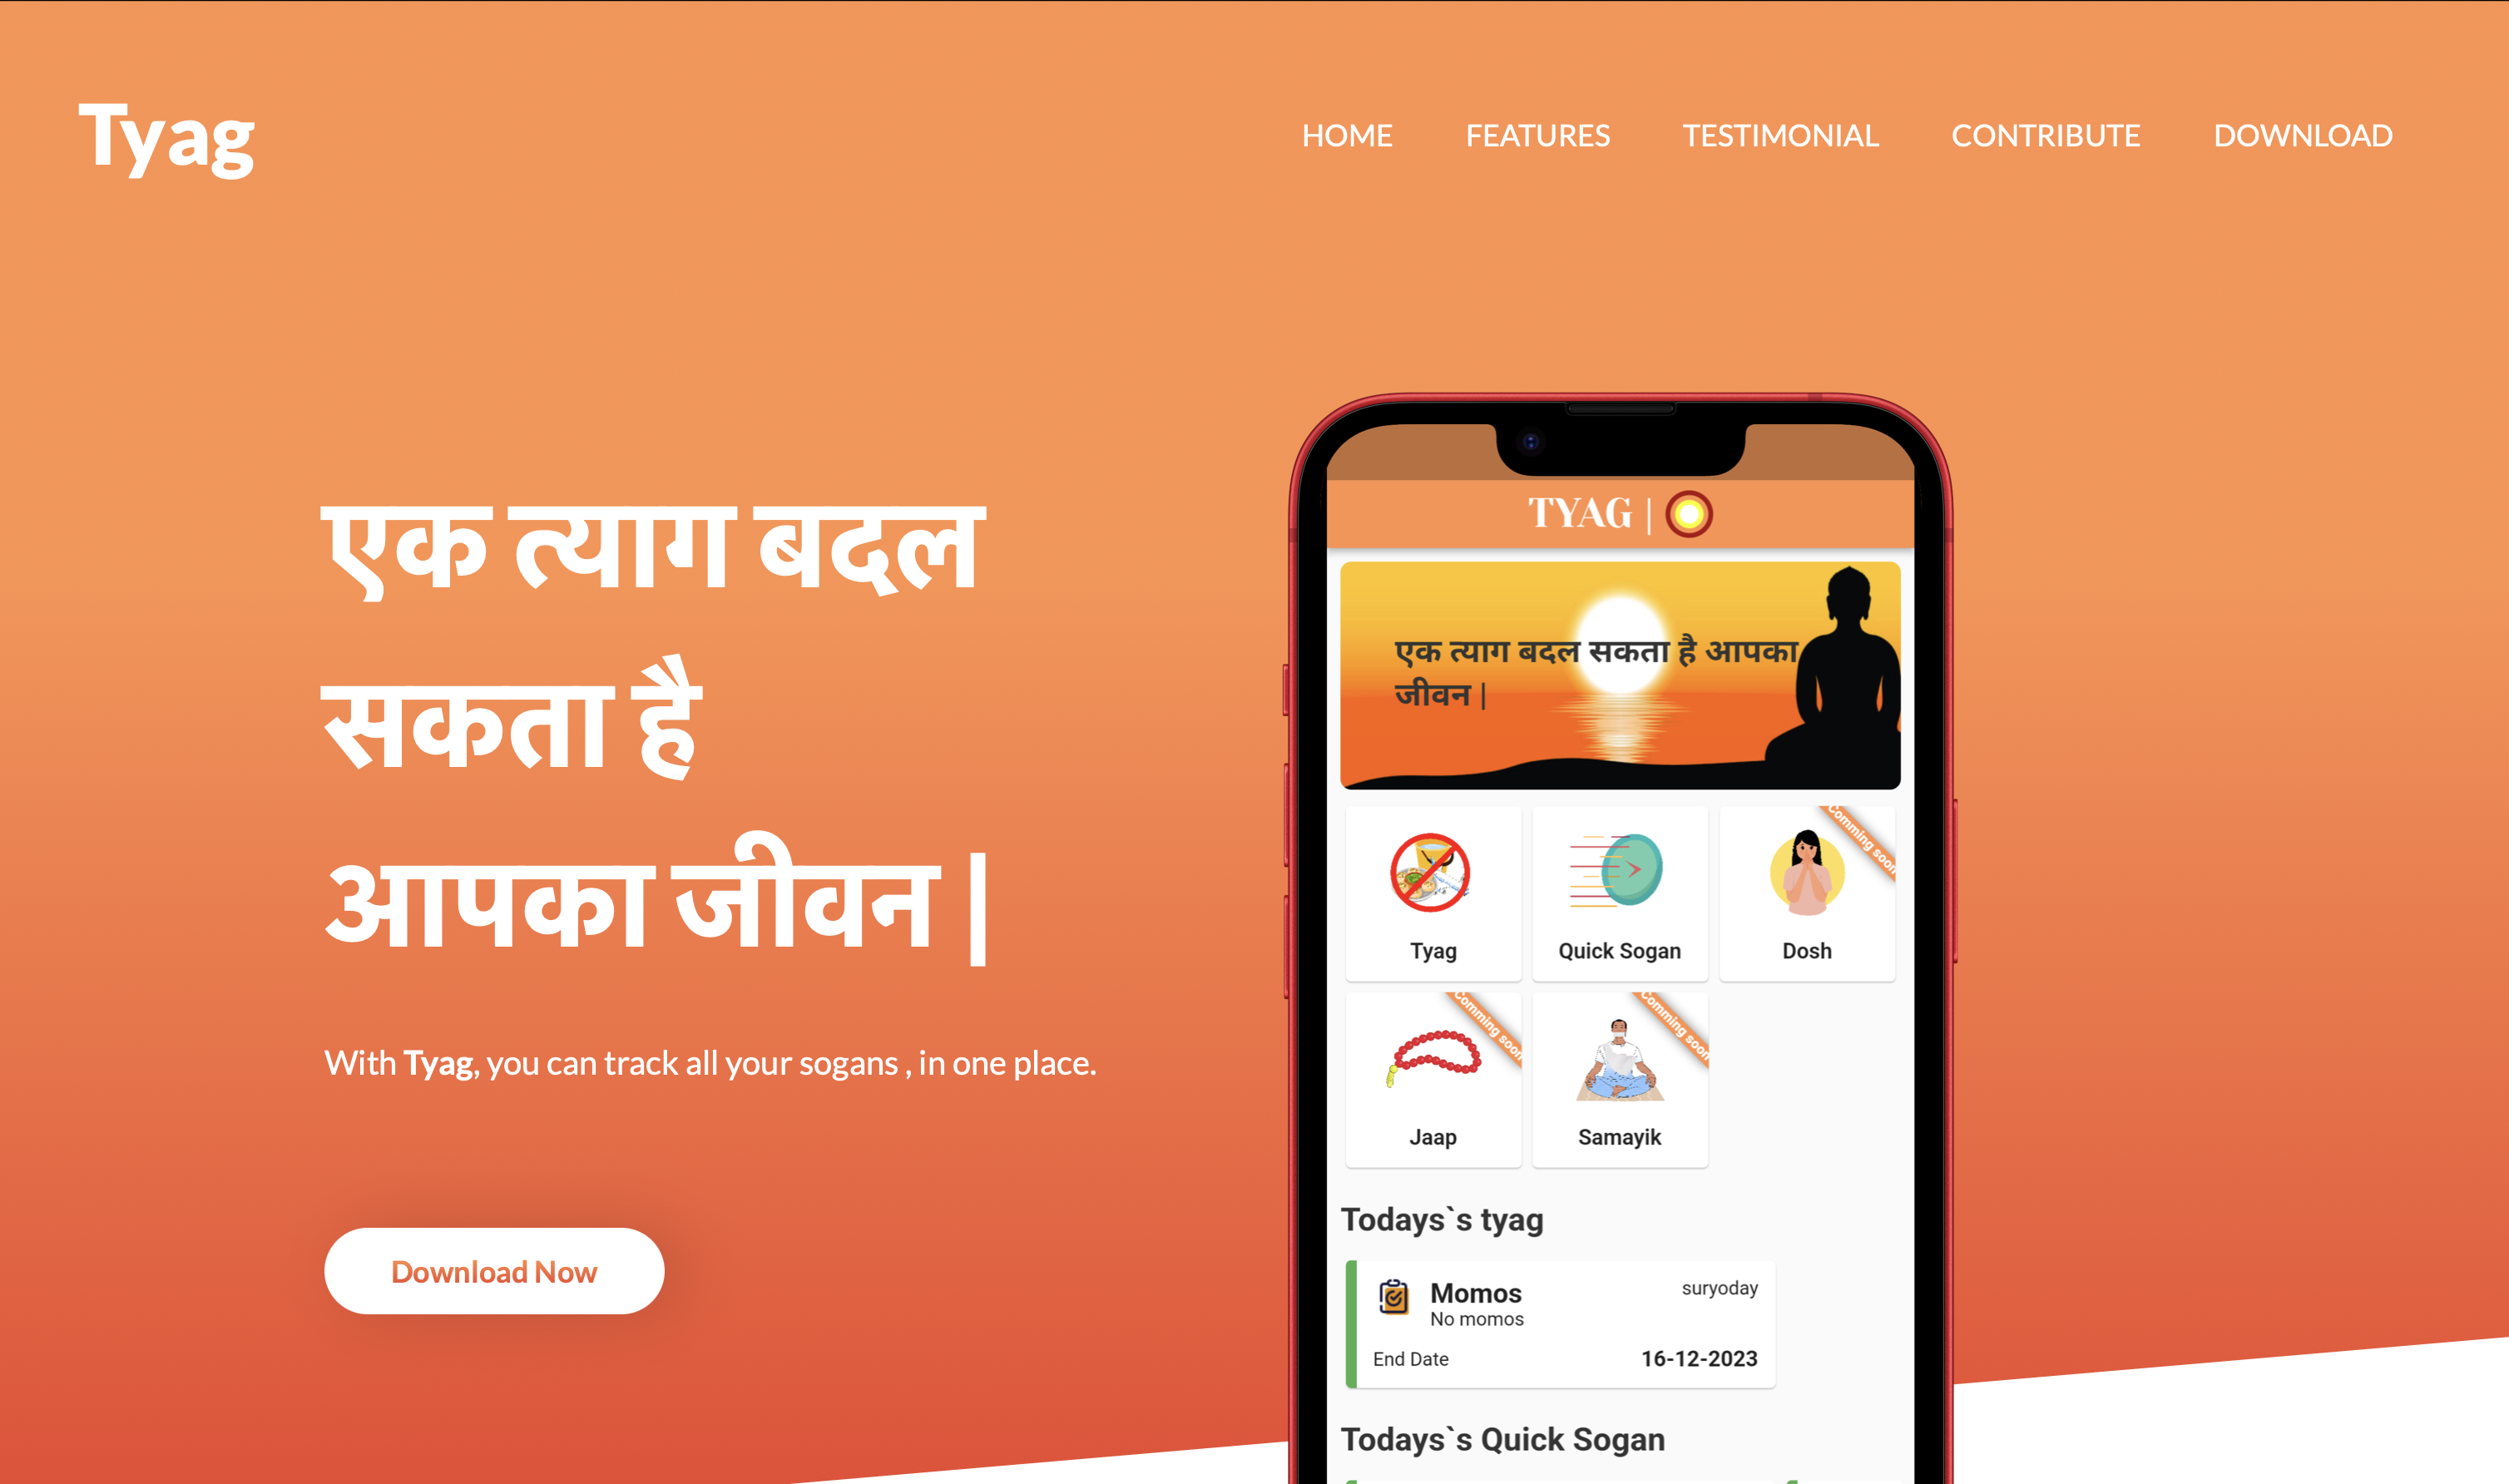 Tyag
HOME FEATURES TESTIMONIAL CONTRIBUTE DOWNLOAD
एक त्याग बदल
सकता है
आपका जीवन |
With Tyag, you can track all your sogans , in one place.
Download Now
TYAG |
एक त्याग बदल सकता है आपका
जीवन |
Tyag
Quick Sogan
Comming soon
Dosh
Comming soon
Jaap
Comming soon
Samayik
Todays`s tyag
Momos
suryoday
No momos
End Date
16-12-2023
Todays`s Quick Sogan